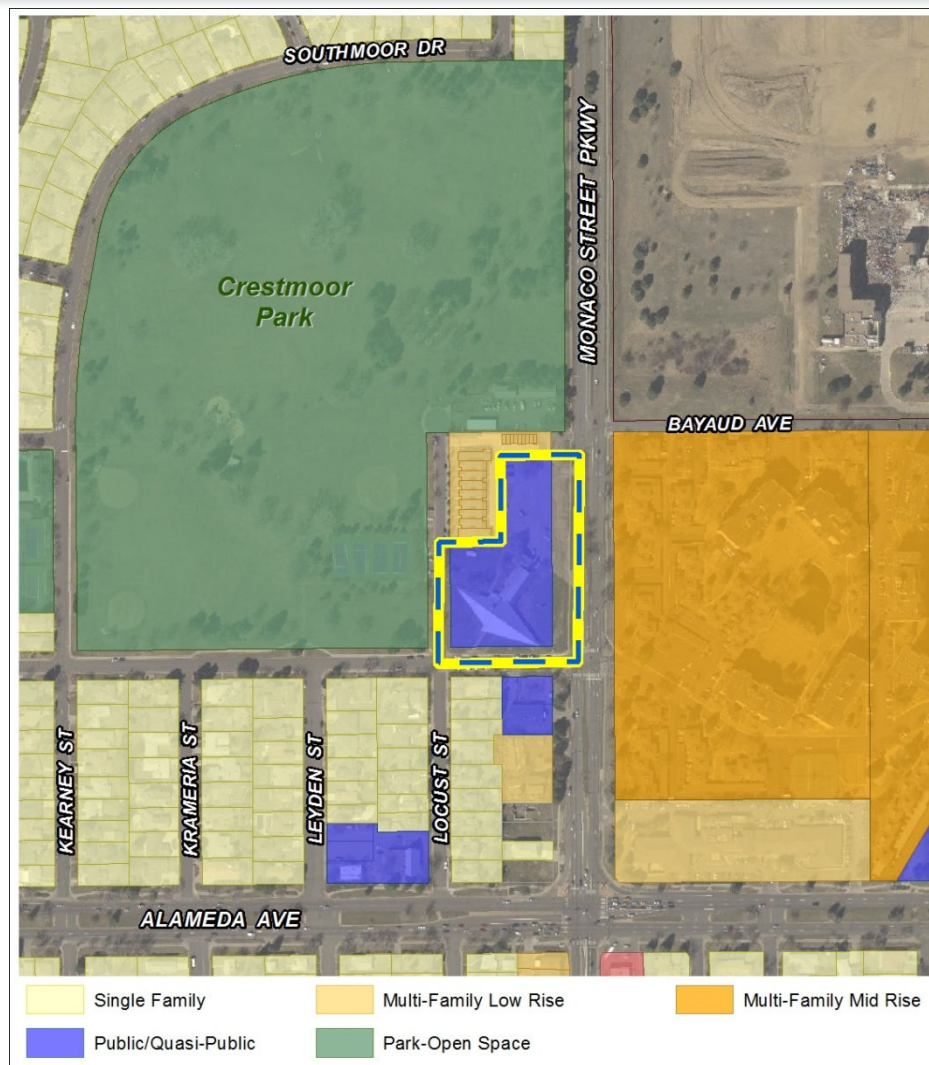 SOUTHMOOR DR
MONACO STREET PKWY
Crestmoor
Park
BAYAUD AVE
KEARNEY ST
KRAMERIA ST
LEYDEN ST
LOCUST ST
ALAMEDA AVE
Single Family
Multi-Family Low Rise
Multi-Family Mid Rise
Public/Quasi-Public
Park-Open Space